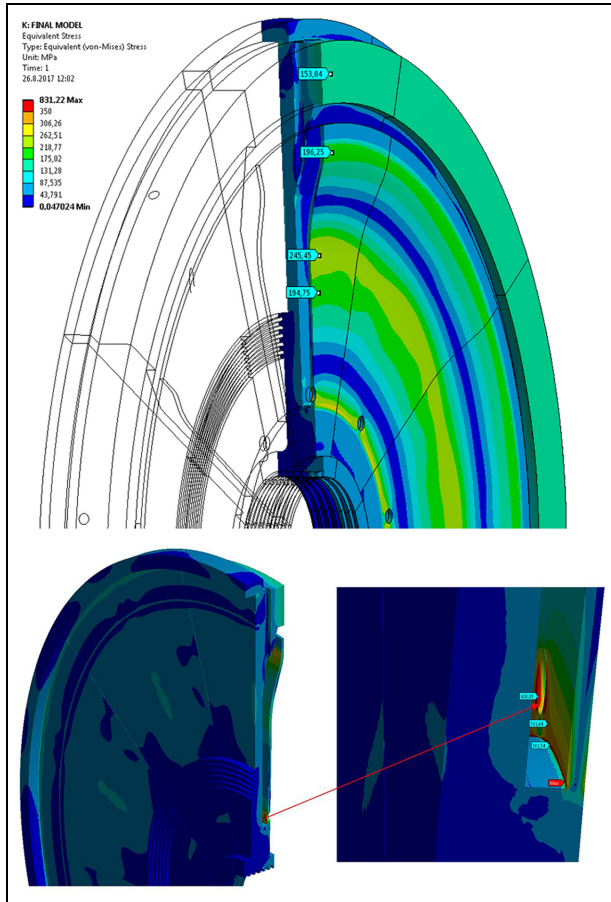 K: FINAL MODEL
Equivalent Stress
Type: Equivalent (von-Mises) Stress
Unit: MPa
Time: 1
26.8.2017 12:02
831,22 Max
350
306,26
262,51
218,77
175,02
131,28
87,535
43,791
0,047024 Min
153,04
196,25
245,45
194,75
Max